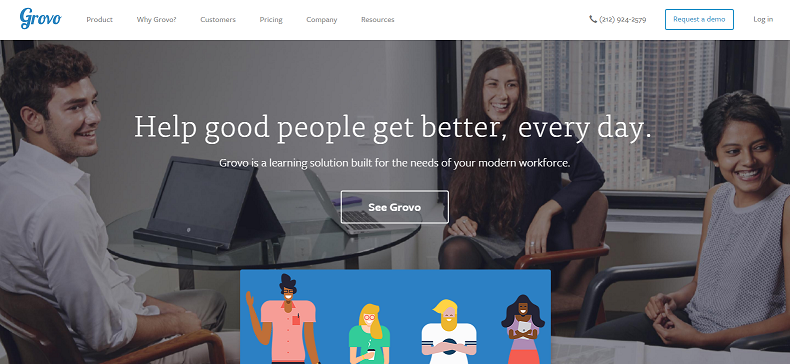 Grovo
Product Why Grovo? Customers Pricing Company Resources (212) 924-2579 Request a demo Log in
Help good people get better, every day.
Grovo is a learning solution built for the needs of your modern workforce.
See Grovo